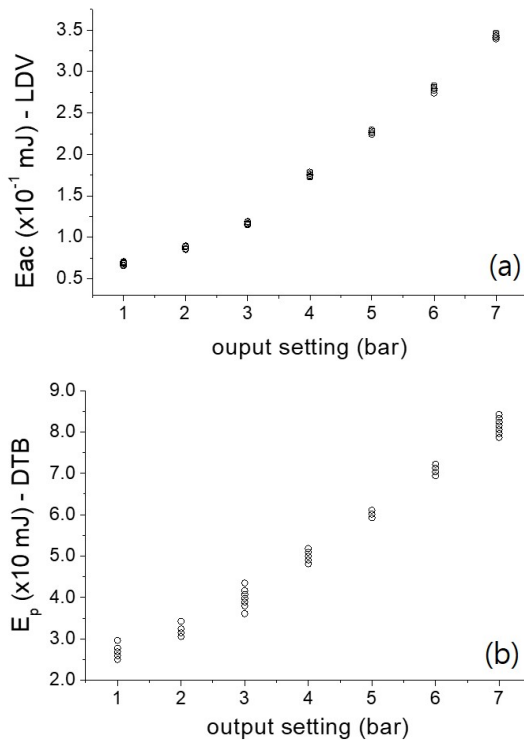 3.5
3.0
2.5
2.0
1.5
1.0
0.5
Eac (x10⁻¹ mJ) - LDV
(a)
1 2 3 4 5 6 7
ouput setting (bar)
9.0
8.0
7.0
6.0
5.0
4.0
3.0
2.0
E_p (x10 mJ) - DTB
(b)
1 2 3 4 5 6 7
output setting (bar)